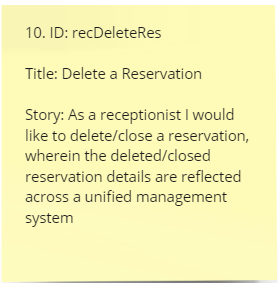 10. ID: recDeleteRes
Title: Delete a Reservation
Story: As a receptionist I would
like to delete/close a reservation,
wherein the deleted/closed
reservation details are reflected
across a unified management
system